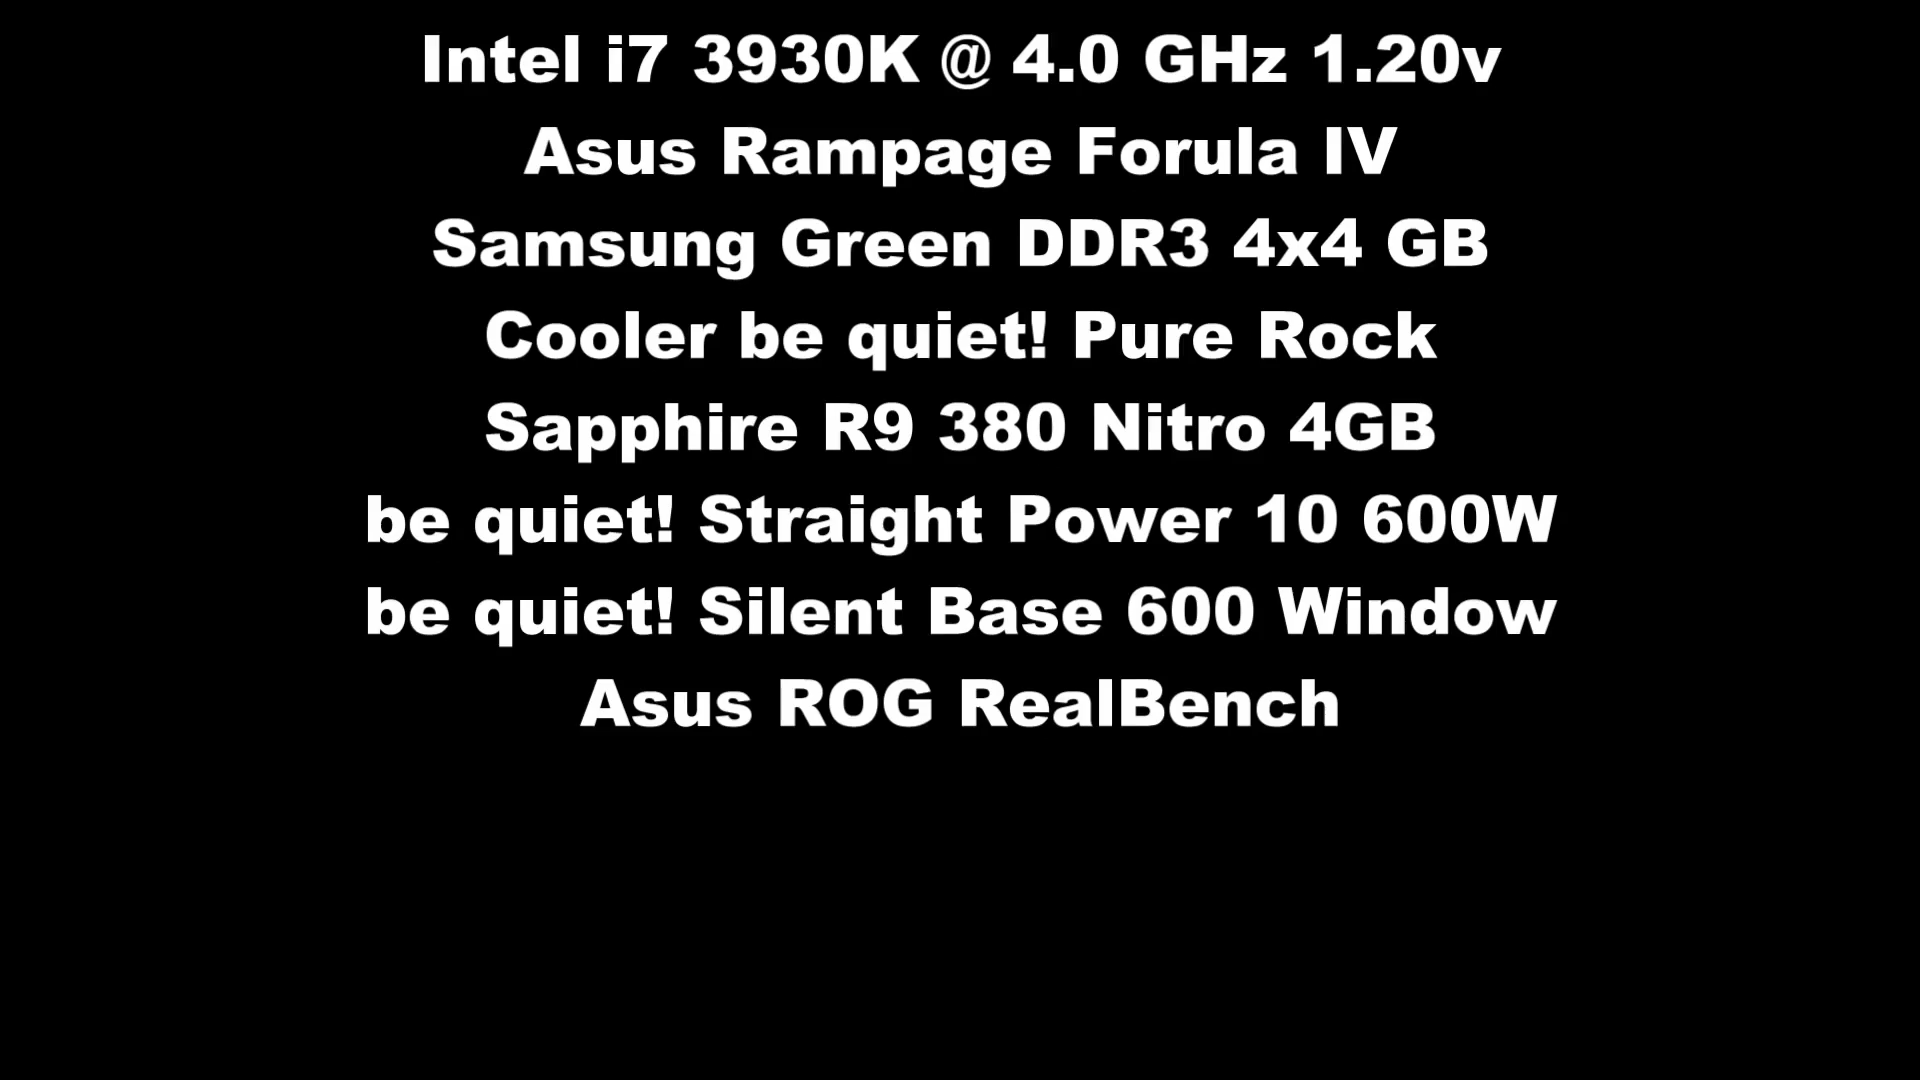 Intel i7 3930K @ 4.0 GHz 1.20v
Asus Rampage Forula IV
Samsung Green DDR3 4x4 GB
Cooler be quiet! Pure Rock
Sapphire R9 380 Nitro 4GB
be quiet! Straight Power 10 600W
be quiet! Silent Base 600 Window
Asus ROG RealBench